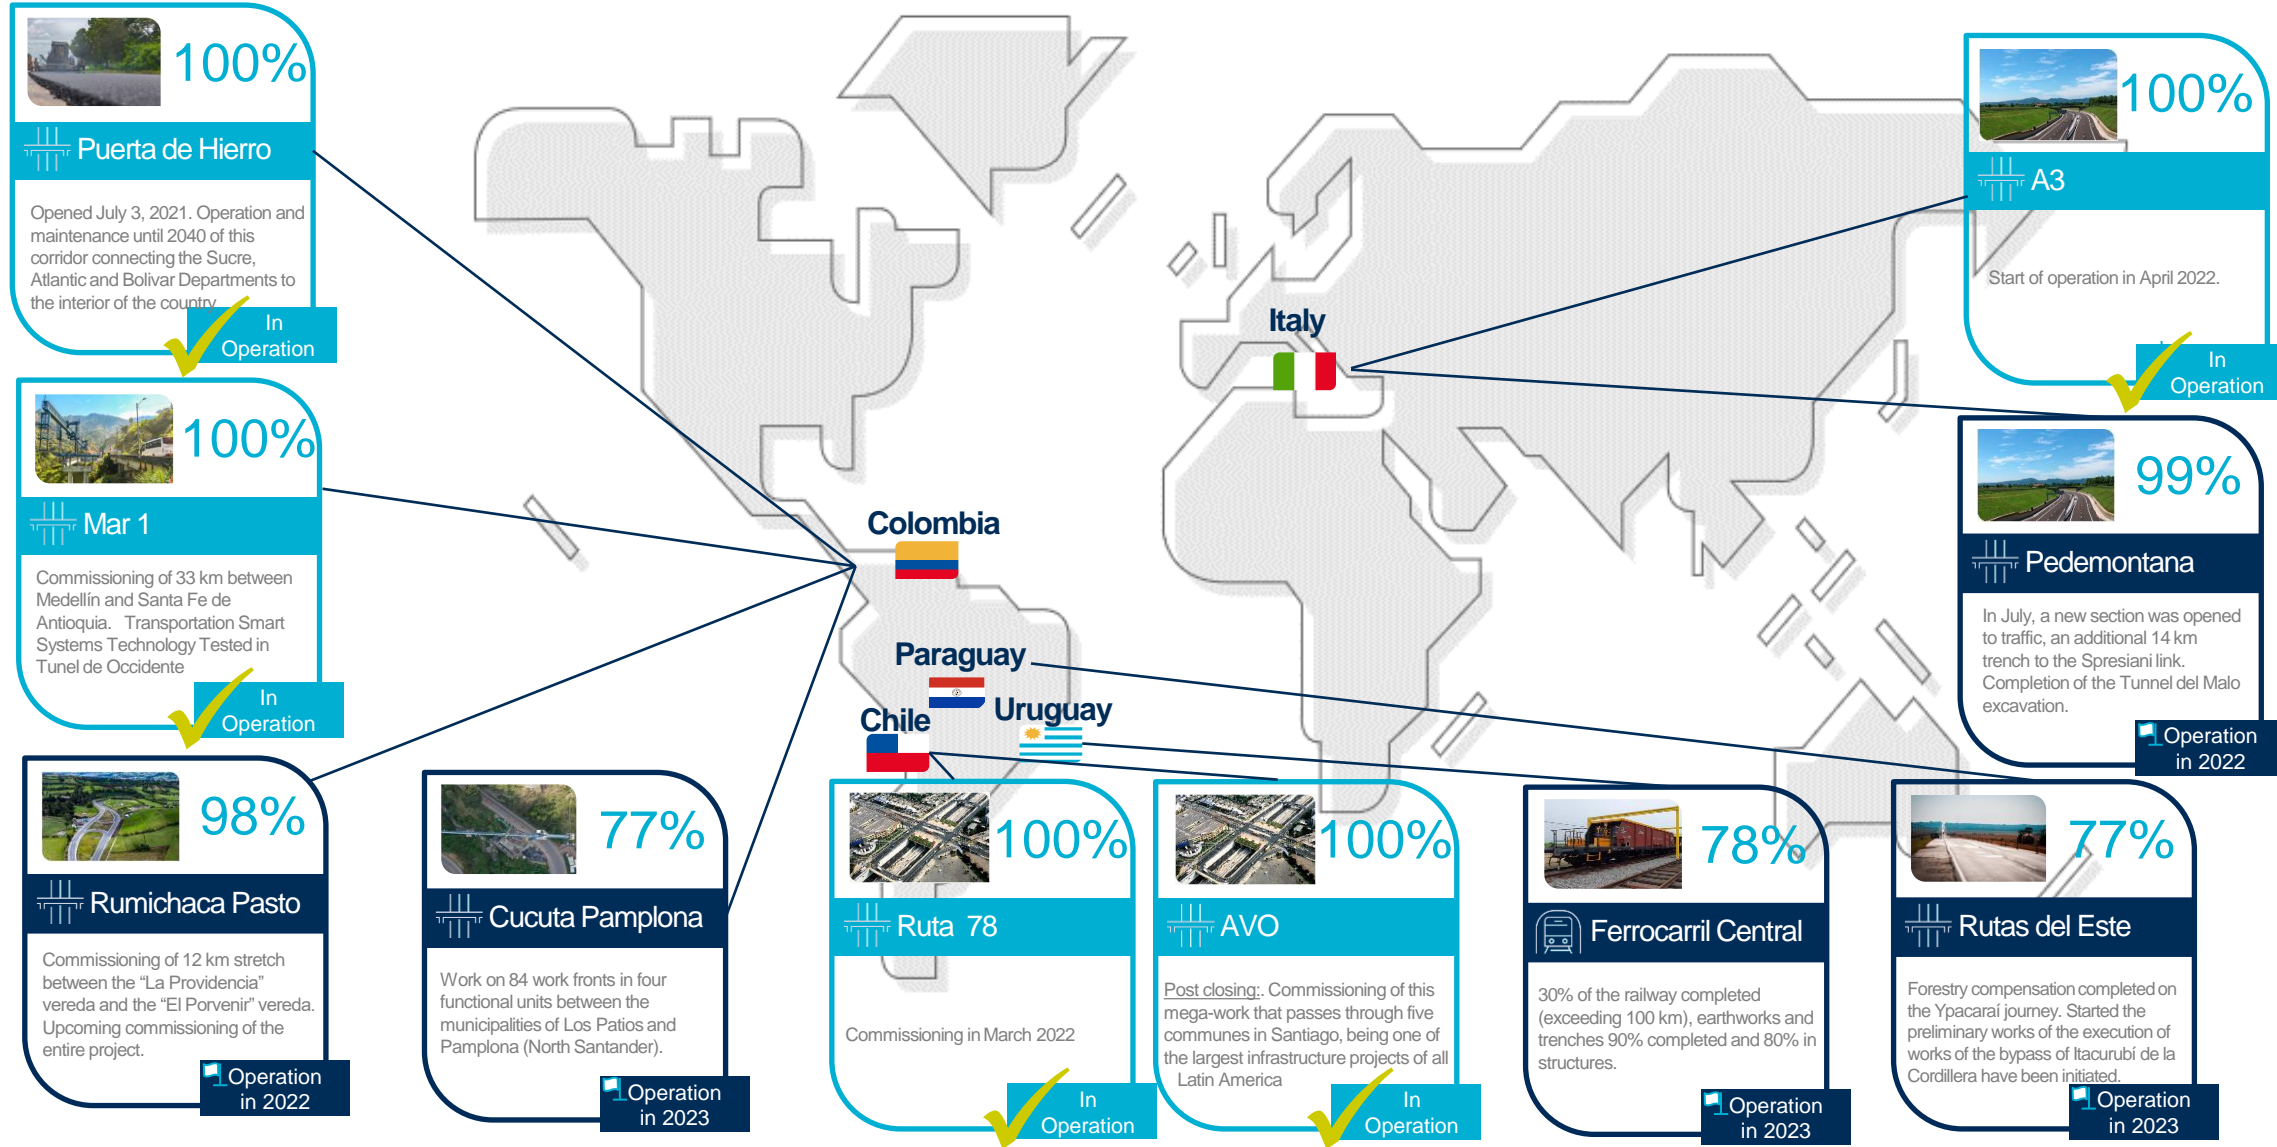 100%
Puerta de Hierro
Opened July 3, 2021. Operation and
maintenance until 2040 of this
corridor connecting the Sucre,
Atlantic and Bolivar Departments to
the interior of the country
In
Operation
100%
Mar 1
Commissioning of 33 km between
Medellín and Santa Fe de
Antioquia. Transportation Smart
Systems Technology Tested in
Tunel de Occidente
In
Operation
98%
Rumichaca Pasto
Commissioning of 12 km stretch
between the “La Providencia”
vereda and the “El Porvenir” vereda.
Upcoming commissioning of the
entire project.
Operation
in 2022
77%
Cucuta Pamplona
Work on 84 work fronts in four
functional units between the
municipalities of Los Patios and
Pamplona (North Santander).
Operation
in 2023
Colombia
Paraguay
Chile
Uruguay
Italy
100%
Ruta 78
Commissioning in March 2022
In
Operation
100%
AVO
Post closing:. Commissioning of this
mega-work that passes through five
communes in Santiago, being one of
the largest infrastructure projects of all
Latin America
In
Operation
78%
Ferrocarril Central
30% of the railway completed
(exceeding 100 km), earthworks and
trenches 90% completed and 80% in
structures.
Operation
in 2023
77%
Rutas del Este
Forestry compensation completed on
the Ypacaraí journey. Started the
preliminary works of the execution of
works of the bypass of Itacurubí de la
Cordillera have been initiated.
Operation
in 2023
100%
A3
Start of operation in April 2022.
In
Operation
99%
Pedemontana
In July, a new section was opened
to traffic, an additional 14 km
trench to the Spresiani link.
Completion of the Tunnel del Malo
excavation.
Operation
in 2022